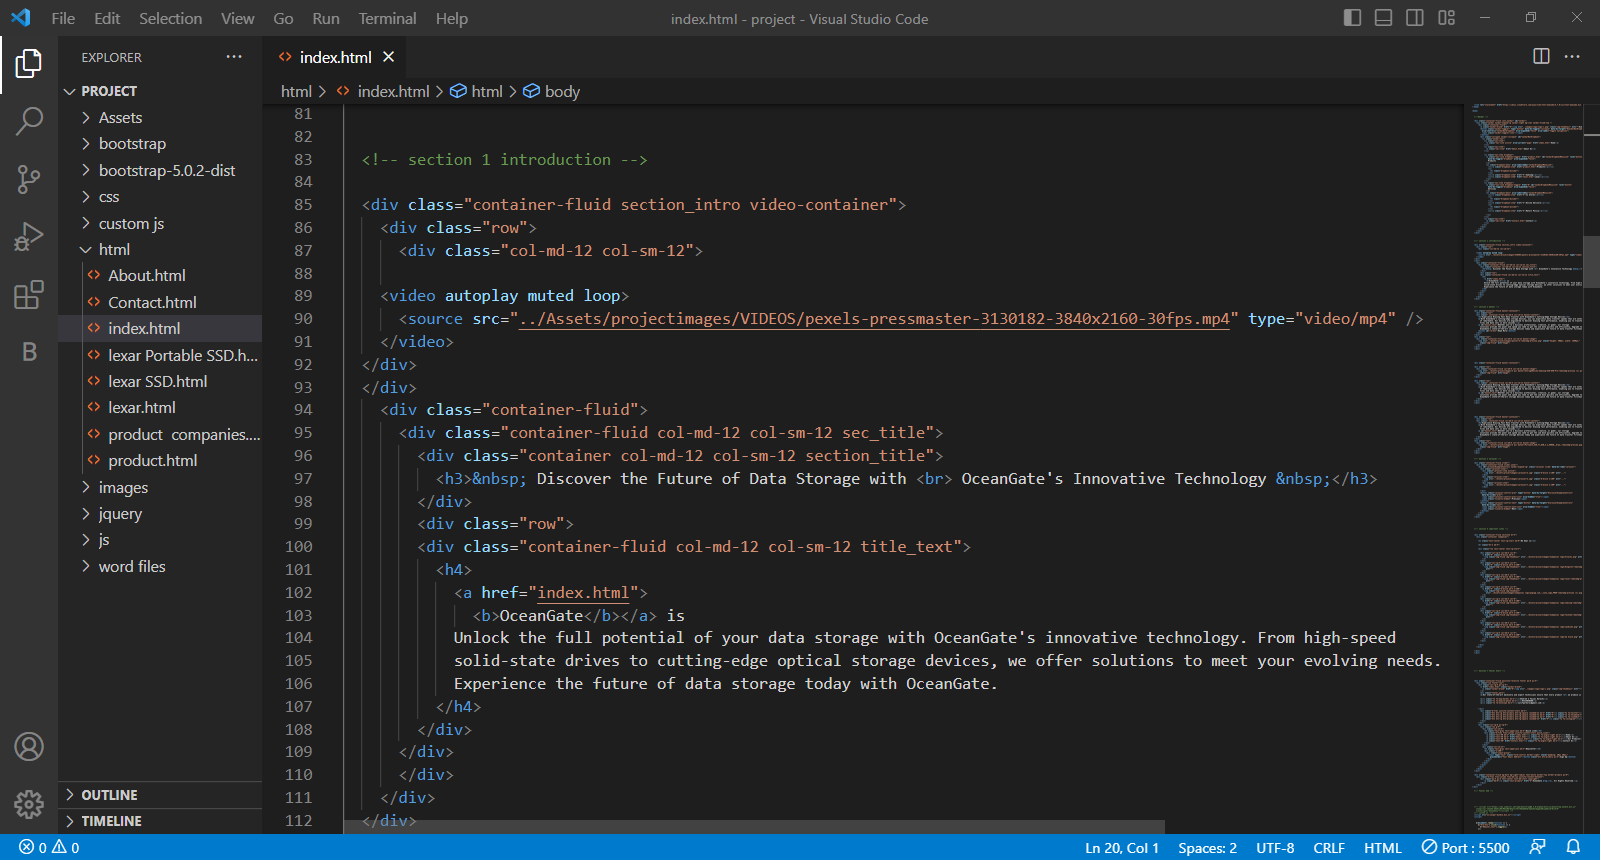 File Edit Selection View Go Run Terminal Help
index.html - project - Visual Studio Code
EXPLORER
PROJECT
Assets
bootstrap
bootstrap-5.0.2-dist
css
custom js
html
About.html
Contact.html
index.html
lexar Portable SSD.h...
lexar SSD.html
lexar.html
product companies....
product.html
images
jquery
js
word files
OUTLINE
TIMELINE
B
index.html
html > index.html > html > body
81
82
83 <!-- section 1 introduction -->
84
85 <div class="container-fluid section_intro video-container">
86 <div class="row">
87 <div class="col-md-12 col-sm-12">
88
89 <video autoplay muted loop>
90 <source src="../Assets/projectimages/VIDEOS/pexels-pressmaster-3130182-3840x2160-30fps.mp4" type="video/mp4" />
91 </video>
92 </div>
93 </div>
94 <div class="container-fluid">
95 <div class="container-fluid col-md-12 col-sm-12 sec_title">
96 <div class="container col-md-12 col-sm-12 section_title">
97 <h3>&nbsp; Discover the Future of Data Storage with <br> OceanGate's Innovative Technology &nbsp;</h3>
98 </div>
99 <div class="row">
100 <div class="container-fluid col-md-12 col-sm-12 title_text">
101 <h4>
102 <a href="index.html">
103 <b>OceanGate</b></a> is
104 Unlock the full potential of your data storage with OceanGate's innovative technology. From high-speed
105 solid-state drives to cutting-edge optical storage devices, we offer solutions to meet your evolving needs.
106 Experience the future of data storage today with OceanGate.
107 </h4>
108 </div>
109 </div>
110 </div>
111 </div>
112 </div>
0 0 Ln 20, Col 1 Spaces: 2 UTF-8 CRLF HTML Port : 5500